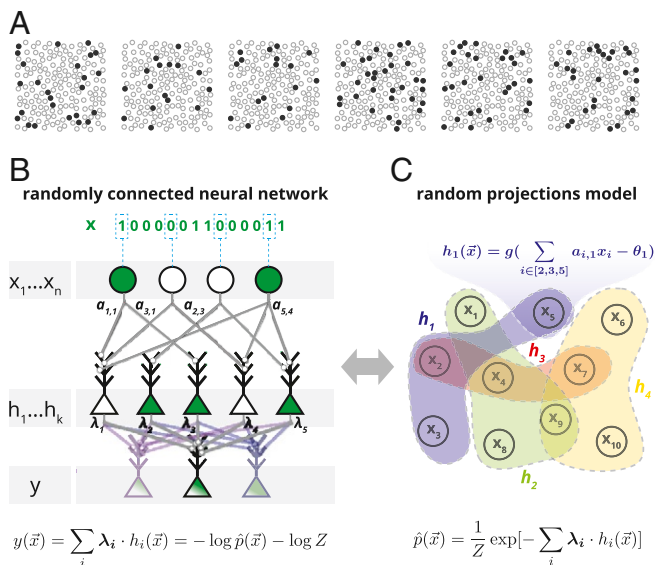 A
B
randomly connected neural network
x 1 0 0 0 0 0 1 1 0 0 0 0 1 1
x₁...xₙ
a₁,₁ a₃,₁ a₂,₃ a₅,₄
h₁...hₖ
λ₁ λ₂ λ₃ λ₄ λ₅
y
y(x⃗) = ∑ᵢ λᵢ · hᵢ(x⃗) = − log p̂(x⃗) − log Z
C
random projections model
h₁(x⃗) = g( ∑ i∈[2,3,5] aᵢ,₁xᵢ − θ₁)
x₁ x₅ x₆
h₁
h₃
x₂ x₄ x₇
h₄
x₃ x₈ x₉ x₁₀
h₂
p̂(x⃗) = 1/Z exp[− ∑ᵢ λᵢ · hᵢ(x⃗)]